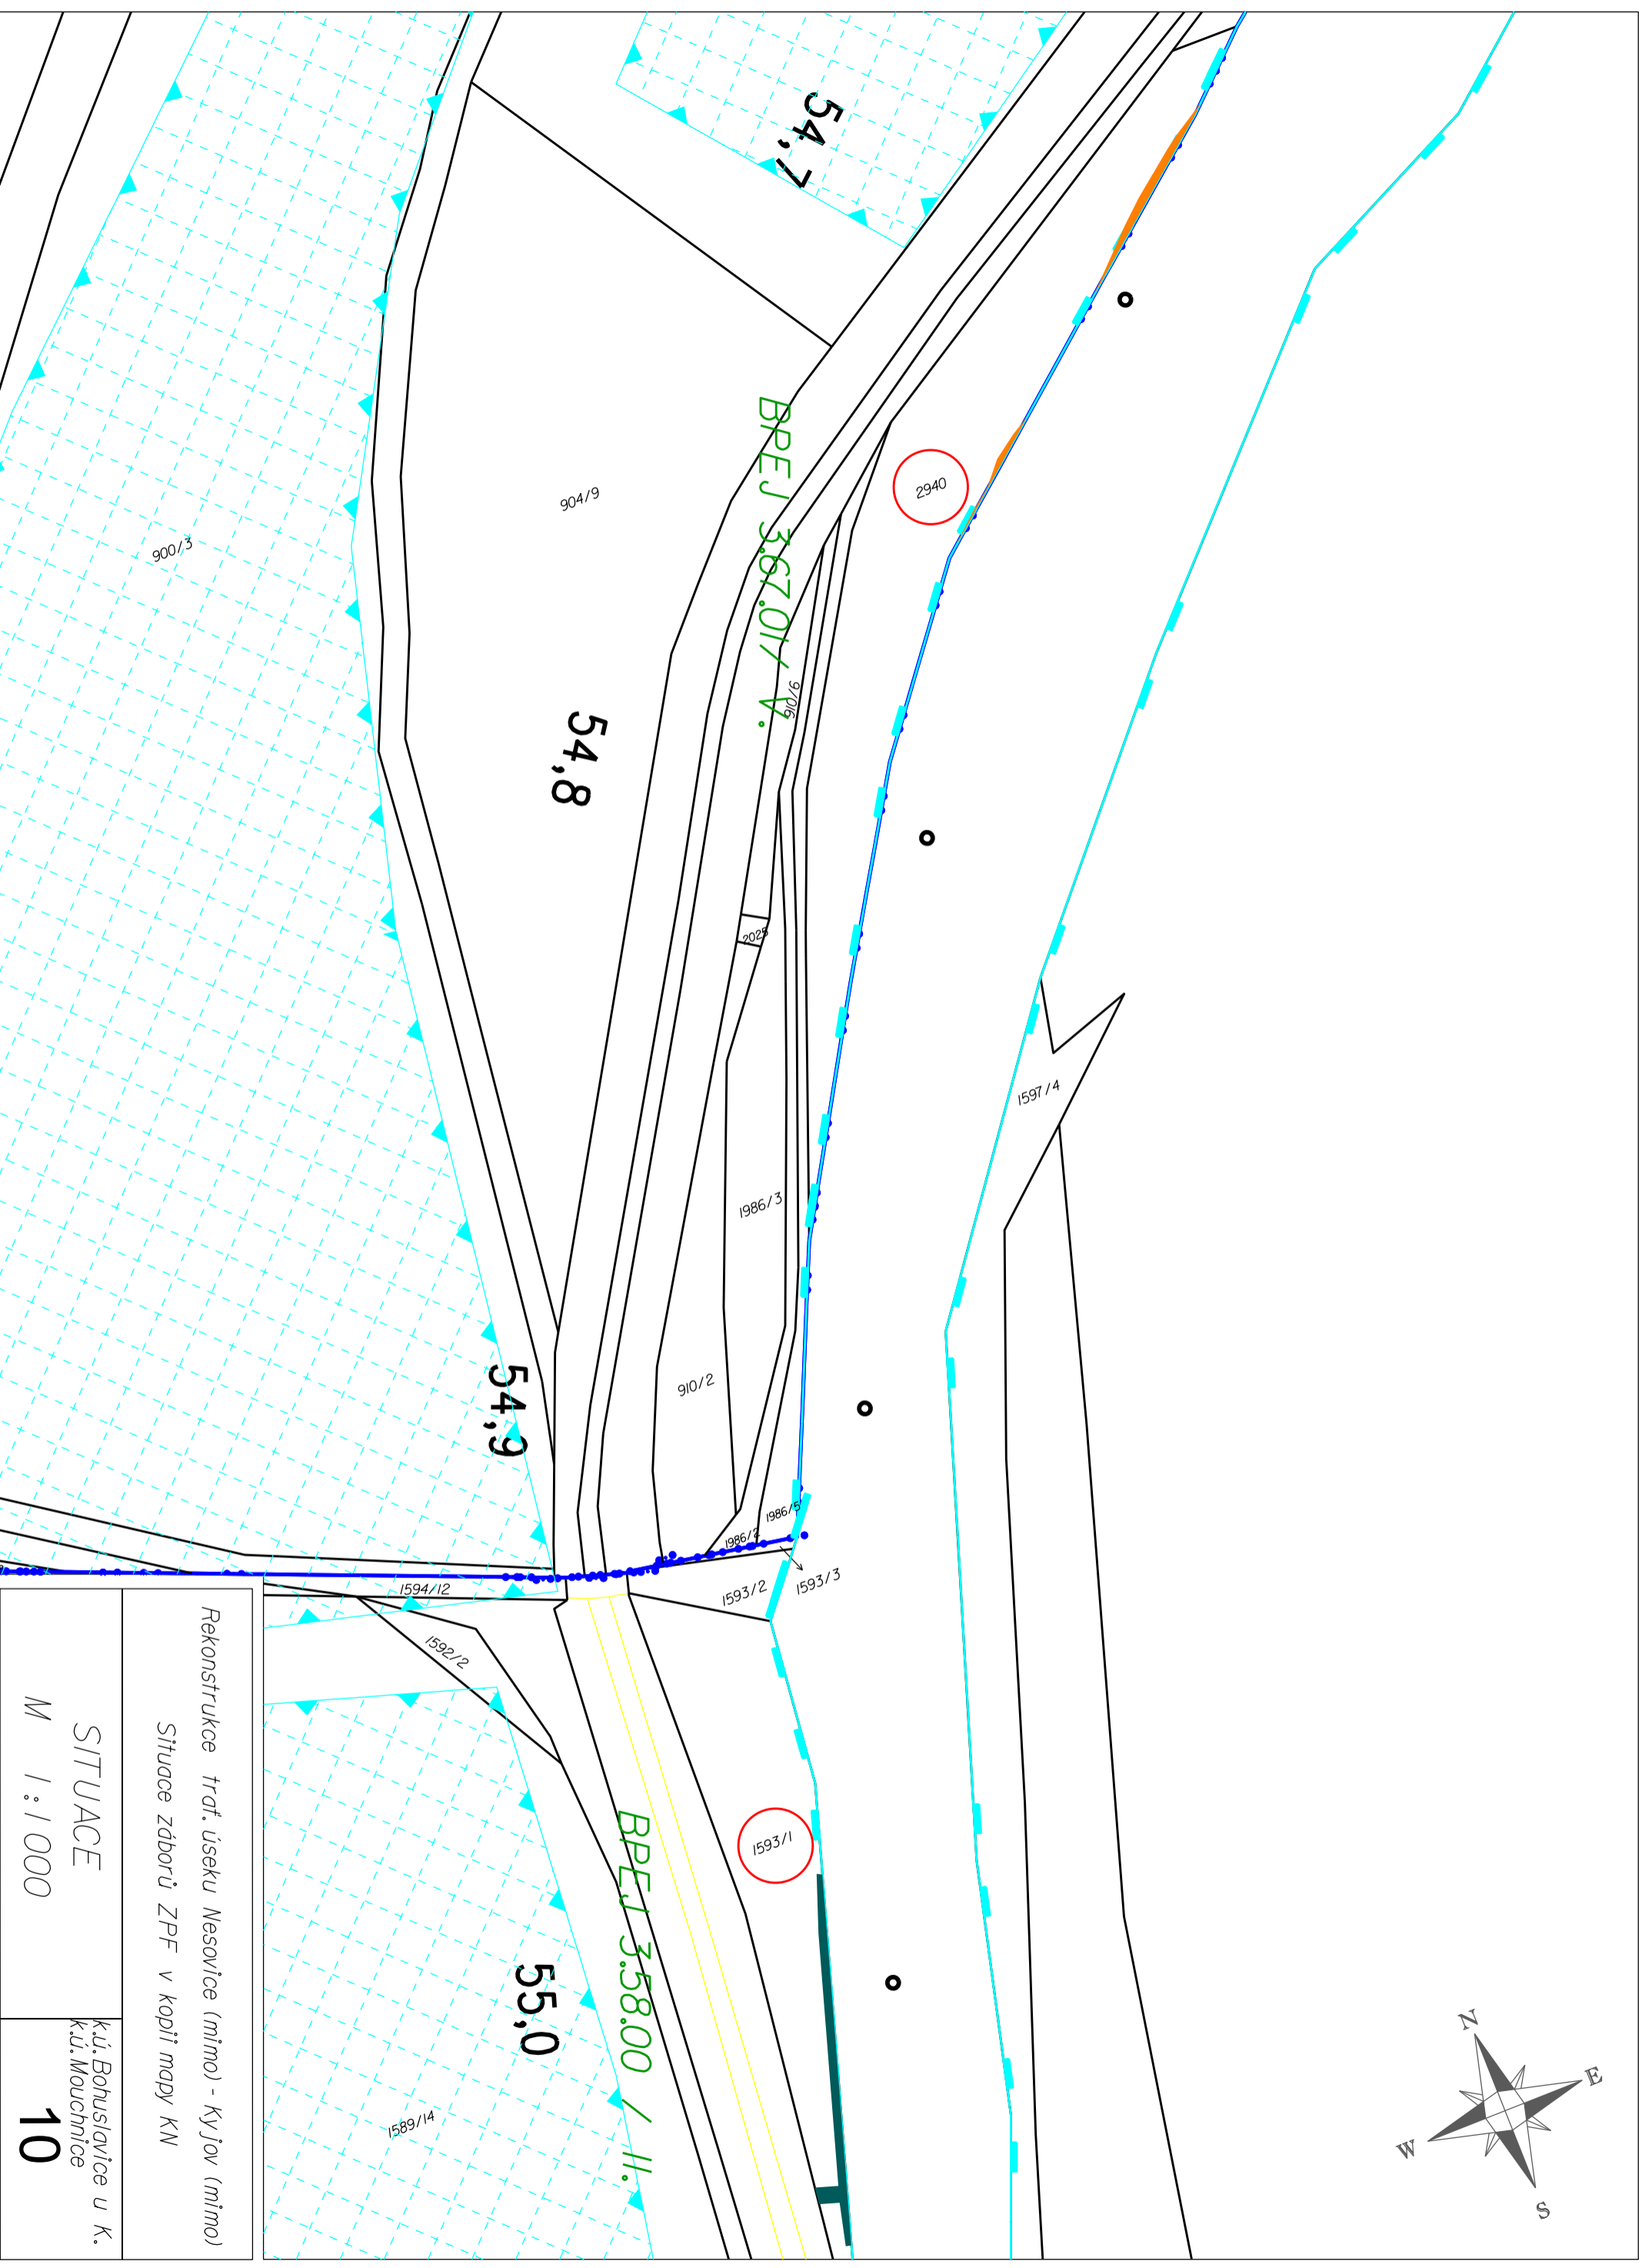 54,7
BPEJ 3.67.01/ V.
2940
904/9
900/3
910/9
54,8
2025
1597/4
1986/3
910/2
54,9
1986/5
1986/2
1593/3
1593/2
1594/12
1592/2
1593/1
BPEJ 3.58.00 / II.
55,0
1589/14
N
E
W
S
Rekonstrukce trať. úseku Nesovice (mimo) - Kyjov (mimo)
Situace záborů ZPF v kopii mapy KN
SITUACE
M 1:1000
k.ú.Bohuslavice u K.
k.ú.Mouchnice
10